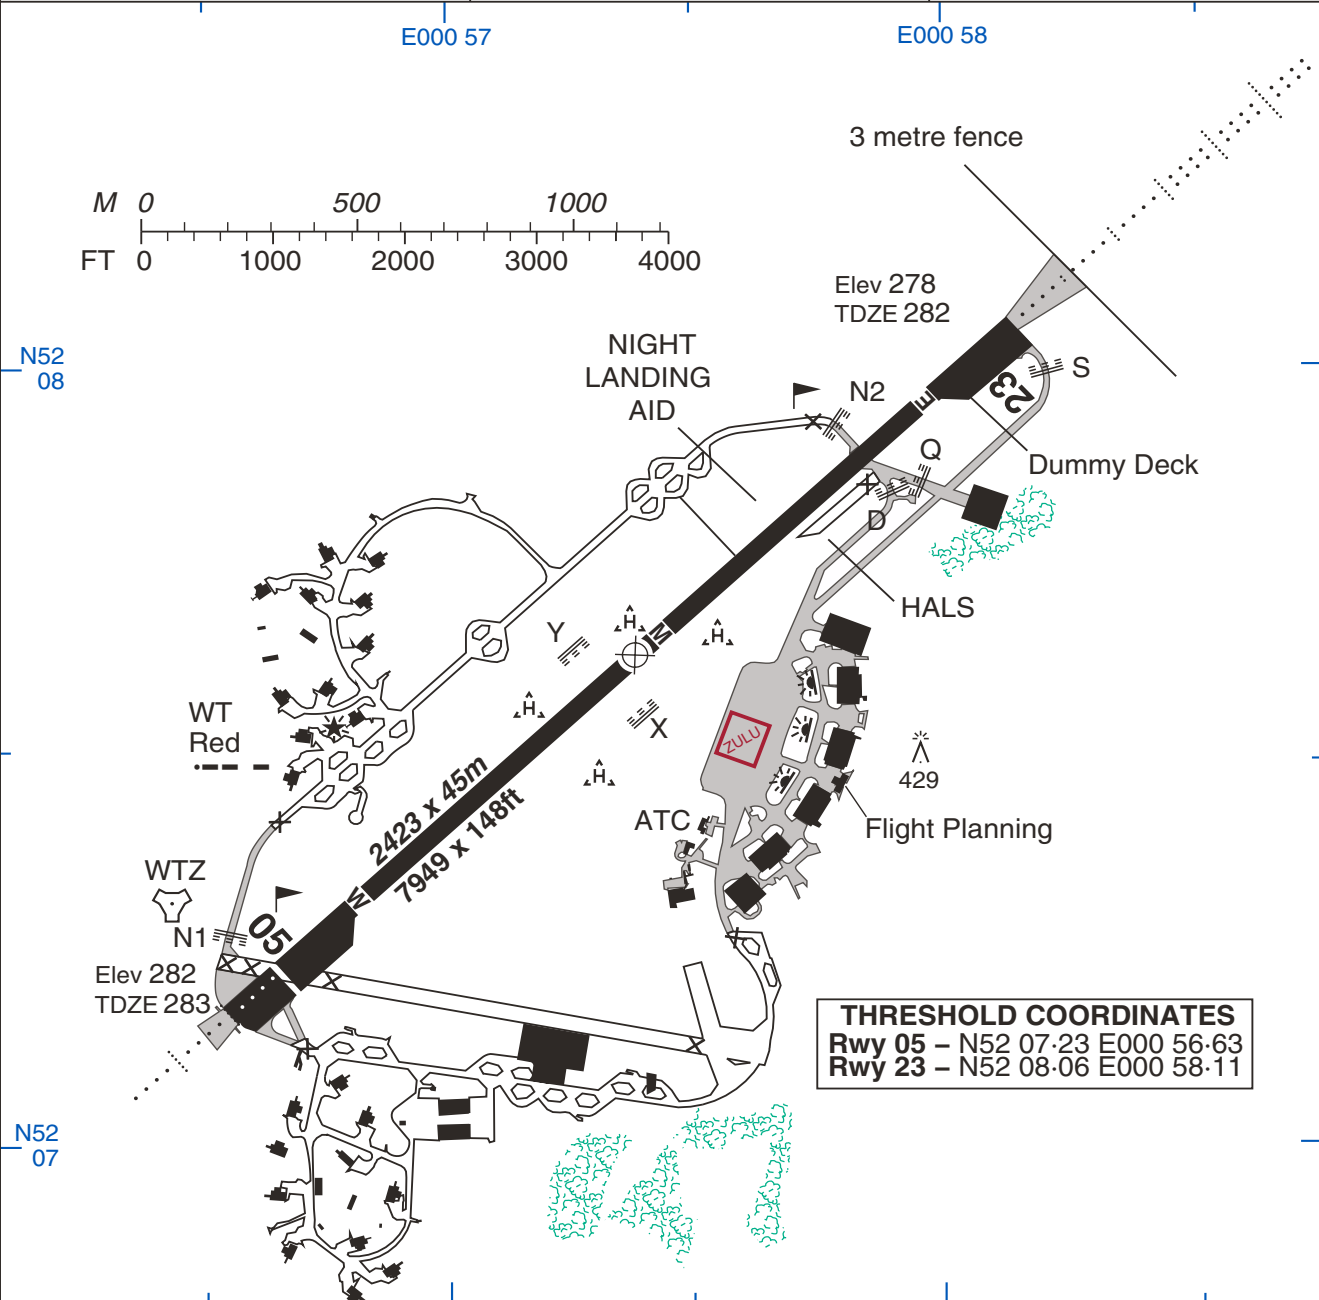 E000 57
E000 58
3 metre fence
M 0 500 1000
FT 0 1000 2000 3000 4000
Elev 278
TDZE 282
NIGHT
LANDING
AID
N52
08
N2
S
23
E
Q
Dummy Deck
D
HALS
Y
H
M
H
H
X
H
ZULU
WT
Red
429
2423 x 45m
7949 x 148ft
ATC
Flight Planning
WTZ
W
05
N1
Elev 282
TDZE 283
THRESHOLD COORDINATES
Rwy 05 – N52 07·23 E000 56·63
Rwy 23 – N52 08·06 E000 58·11
N52
07